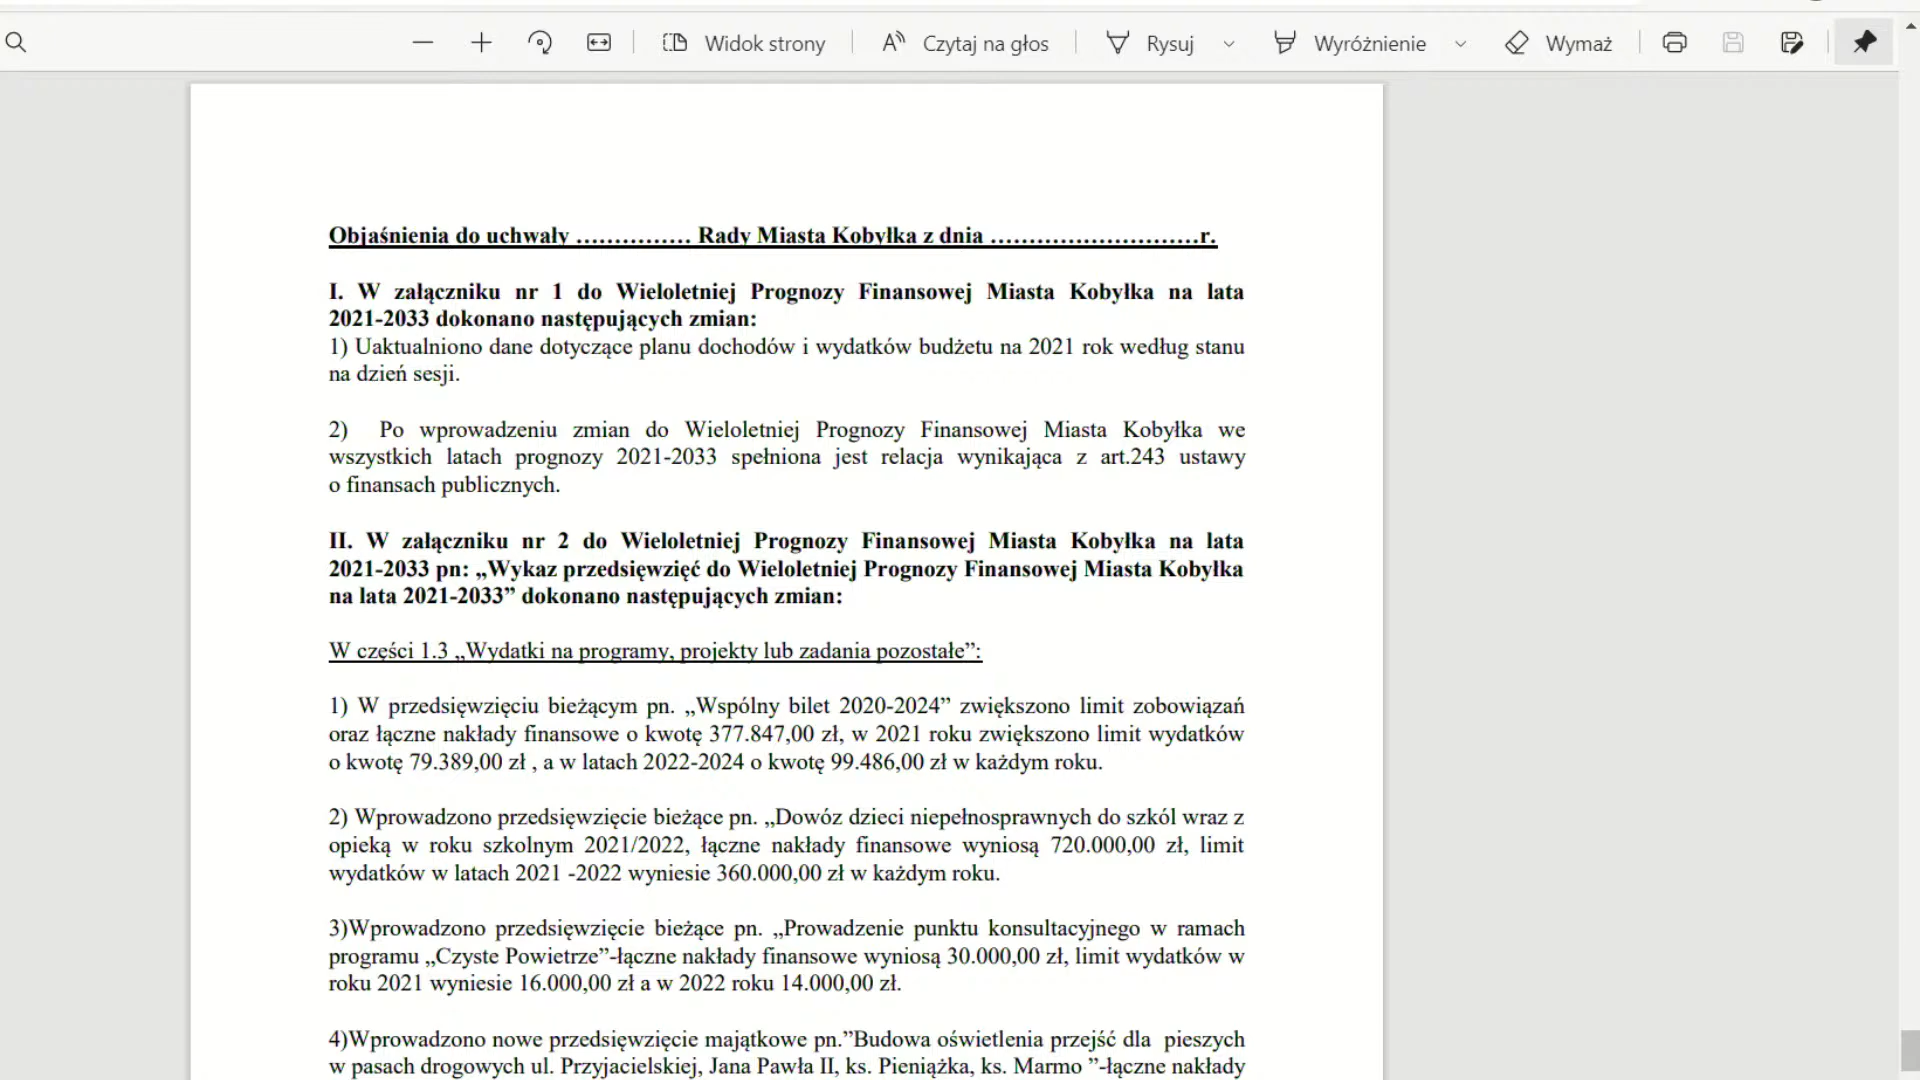 Widok strony
Czytaj na głos
Rysuj
Wyróżnienie
Wymaż
Objaśnienia do uchwały …………… Rady Miasta Kobyłka z dnia ………………………r.
I. W załączniku nr 1 do Wieloletniej Prognozy Finansowej Miasta Kobyłka na lata
2021-2033 dokonano następujących zmian:
1) Uaktualniono dane dotyczące planu dochodów i wydatków budżetu na 2021 rok według stanu
na dzień sesji.
2) Po wprowadzeniu zmian do Wieloletniej Prognozy Finansowej Miasta Kobyłka we
wszystkich latach prognozy 2021-2033 spełniona jest relacja wynikająca z art.243 ustawy
o finansach publicznych.
II. W załączniku nr 2 do Wieloletniej Prognozy Finansowej Miasta Kobyłka na lata
2021-2033 pn: „Wykaz przedsięwzięć do Wieloletniej Prognozy Finansowej Miasta Kobyłka
na lata 2021-2033” dokonano następujących zmian:
W części 1.3 „Wydatki na programy, projekty lub zadania pozostałe”:
1) W przedsięwzięciu bieżącym pn. „Wspólny bilet 2020-2024” zwiększono limit zobowiązań
oraz łączne nakłady finansowe o kwotę 377.847,00 zł, w 2021 roku zwiększono limit wydatków
o kwotę 79.389,00 zł , a w latach 2022-2024 o kwotę 99.486,00 zł w każdym roku.
2) Wprowadzono przedsięwzięcie bieżące pn. „Dowóz dzieci niepełnosprawnych do szkól wraz z
opieką w roku szkolnym 2021/2022, łączne nakłady finansowe wyniosą 720.000,00 zł, limit
wydatków w latach 2021 -2022 wyniesie 360.000,00 zł w każdym roku.
3)Wprowadzono przedsięwzięcie bieżące pn. „Prowadzenie punktu konsultacyjnego w ramach
programu „Czyste Powietrze”-łączne nakłady finansowe wyniosą 30.000,00 zł, limit wydatków w
roku 2021 wyniesie 16.000,00 zł a w 2022 roku 14.000,00 zł.
4)Wprowadzono nowe przedsięwzięcie majątkowe pn.”Budowa oświetlenia przejść dla pieszych
w pasach drogowych ul. Przyjacielskiej, Jana Pawła II, ks. Pieniążka, ks. Marmo ”-łączne nakłady